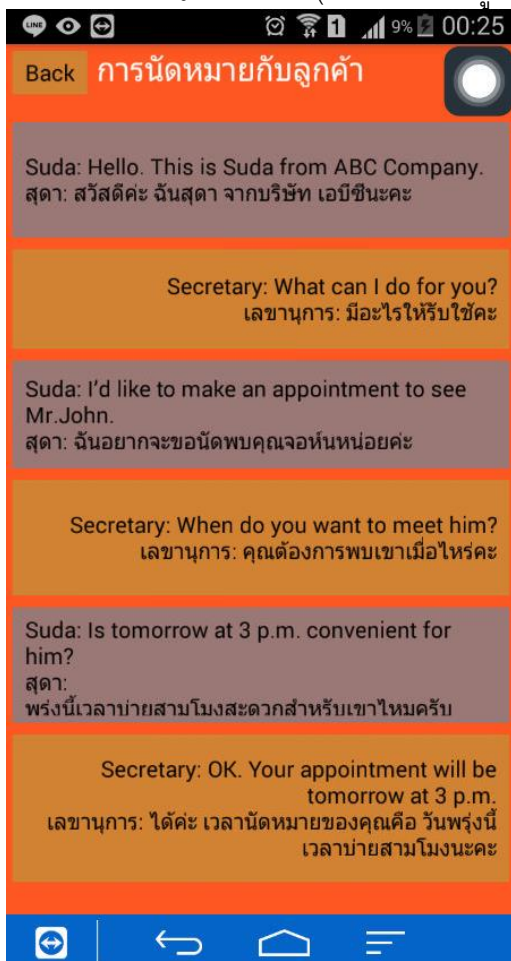 LINE
1
9%
00:25
Back การนัดหมายกับลูกค้า
Suda: Hello. This is Suda from ABC Company.
สุดา: สวัสดีค่ะ ฉันสุดา จากบริษัท เอบีซีนะคะ
Secretary: What can I do for you?
เลขานุการ: มีอะไรให้รับใช้คะ
Suda: I'd like to make an appointment to see
Mr.John.
สุดา: ฉันอยากจะขอนัดพบคุณจอห์นหน่อยค่ะ
Secretary: When do you want to meet him?
เลขานุการ: คุณต้องการพบเขาเมื่อไหร่คะ
Suda: Is tomorrow at 3 p.m. convenient for
him?
สุดา:
พร่งนี้เวลาบ่ายสามโมงสะดวกสำหรับเขาไหมครับ
Secretary: OK. Your appointment will be
tomorrow at 3 p.m.
เลขานุการ: ได้ค่ะ เวลานัดหมายของคุณคือ วันพรุ่งนี้
เวลาบ่ายสามโมงนะคะ